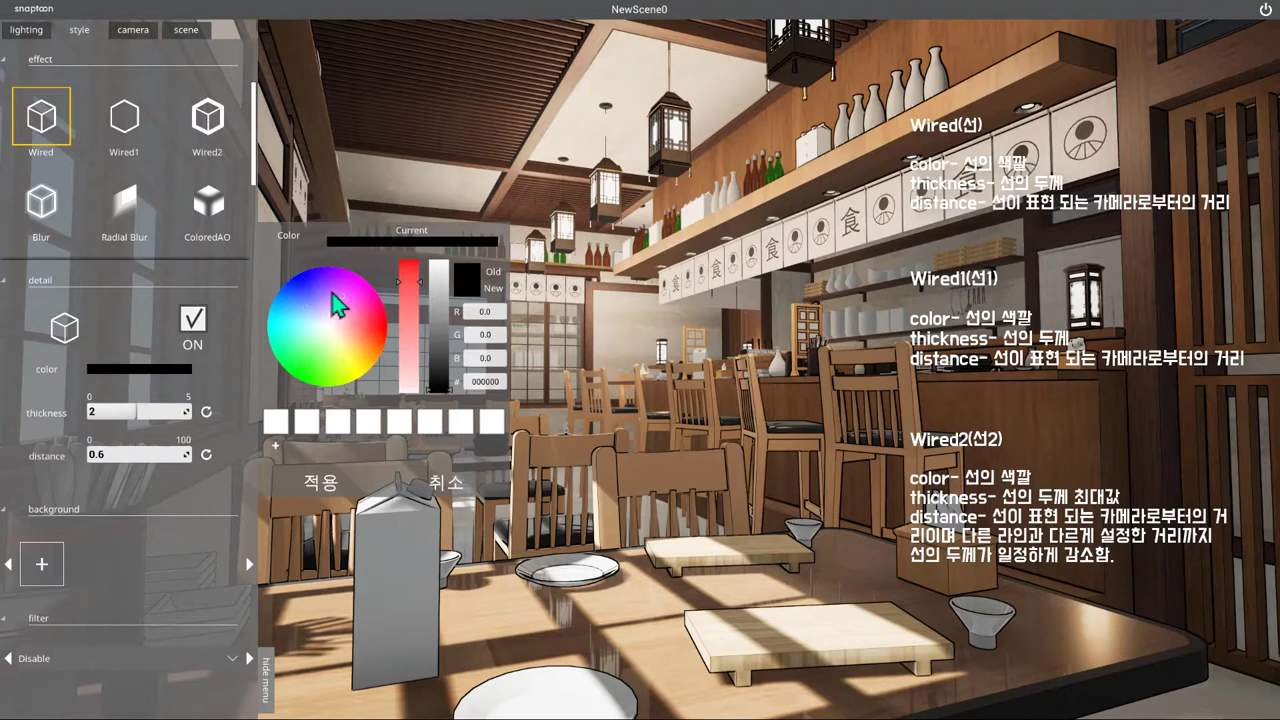 snaptoon
NewScene0
lighting
style
camera
scene
effect
Wired
Wired1
Wired2
Blur
Radial Blur
ColoredAO
detail
ON
color
0
5
thickness
2
0
100
distance
0.6
background
+
filter
Disable
hide menu
Color
Current
Old
New
R
0.0
G
0.0
B
0.0
#
000000
+
적용
취소
食
食
食
食
Wired(선)
color- 선의 색깔
thickness- 선의 두께
distance- 선이 표현 되는 카메라로부터의 거리
Wired1(선1)
color- 선의 색깔
thickness- 선의 두께
distance- 선이 표현 되는 카메라로부터의 거리
Wired2(선2)
color- 선의 색깔
thickness- 선의 두께 최대값
distance- 선이 표현 되는 카메라로부터의 거
리이며 다른 라인과 다르게 설정한 거리까지
선의 두께가 일정하게 감소함.